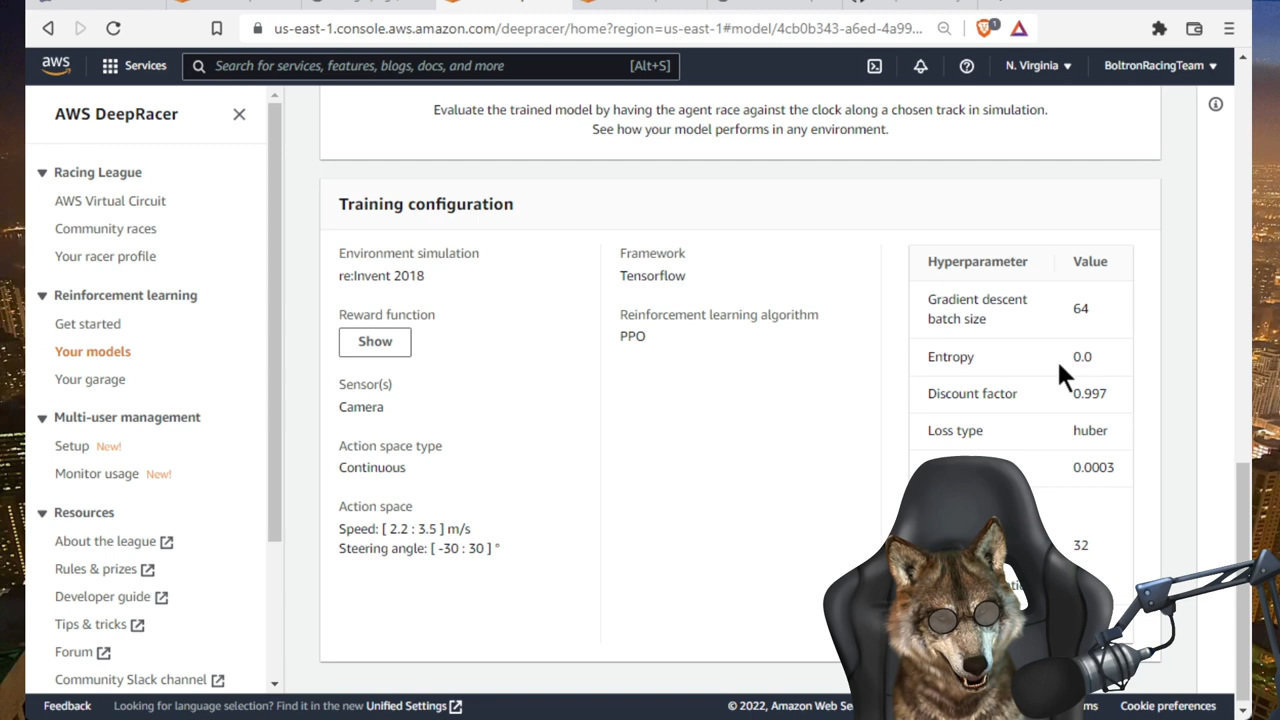 us-east-1.console.aws.amazon.com/deepracer/home?region=us-east-1#model/4cb0b343-a6ed-4a99...
1
aws
Services
Search for services, features, blogs, docs, and more
[Alt+S]
N. Virginia
BoltronRacingTeam
AWS DeepRacer
Racing League
AWS Virtual Circuit
Community races
Your racer profile
Reinforcement learning
Get started
Your models
Your garage
Multi-user management
Setup New!
Monitor usage New!
Resources
About the league
Rules & prizes
Developer guide
Tips & tricks
Forum
Community Slack channel
Evaluate the trained model by having the agent race against the clock along a chosen track in simulation.
See how your model performs in any environment.
Training configuration
Environment simulation
re:Invent 2018
Reward function
Show
Sensor(s)
Camera
Action space type
Continuous
Action space
Speed: [ 2.2 : 3.5 ] m/s
Steering angle: [ -30 : 30 ] °
Framework
Tensorflow
Reinforcement learning algorithm
PPO
Hyperparameter Value
Gradient descent
batch size
64
Entropy 0.0
Discount factor 0.997
Loss type huber
0.0003
32
Feedback
Looking for language selection? Find it in the new Unified Settings
© 2022, Amazon Web
Cookie preferences